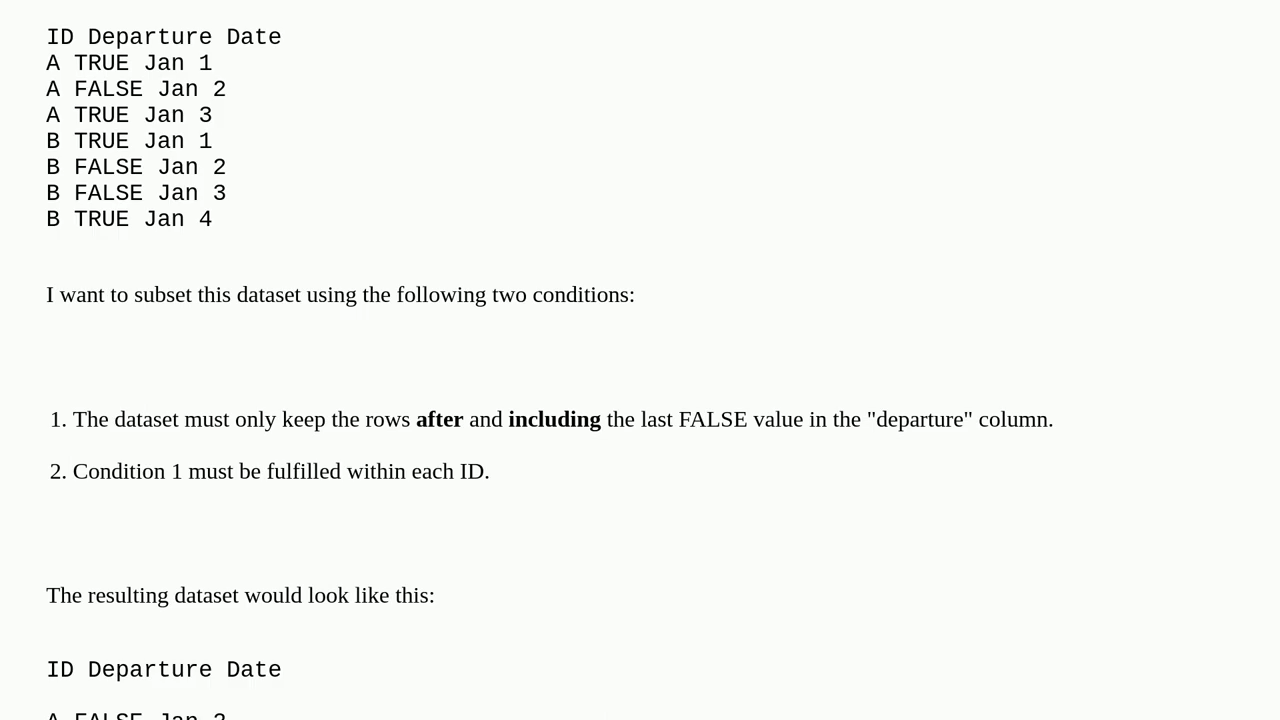 ID Departure Date
A TRUE Jan 1
A FALSE Jan 2
A TRUE Jan 3
B TRUE Jan 1
B FALSE Jan 2
B FALSE Jan 3
B TRUE Jan 4
I want to subset this dataset using the following two conditions:
1. The dataset must only keep the rows after and including the last FALSE value in the "departure" column.
2. Condition 1 must be fulfilled within each ID.
The resulting dataset would look like this:
ID Departure Date
A FALSE Jan 2